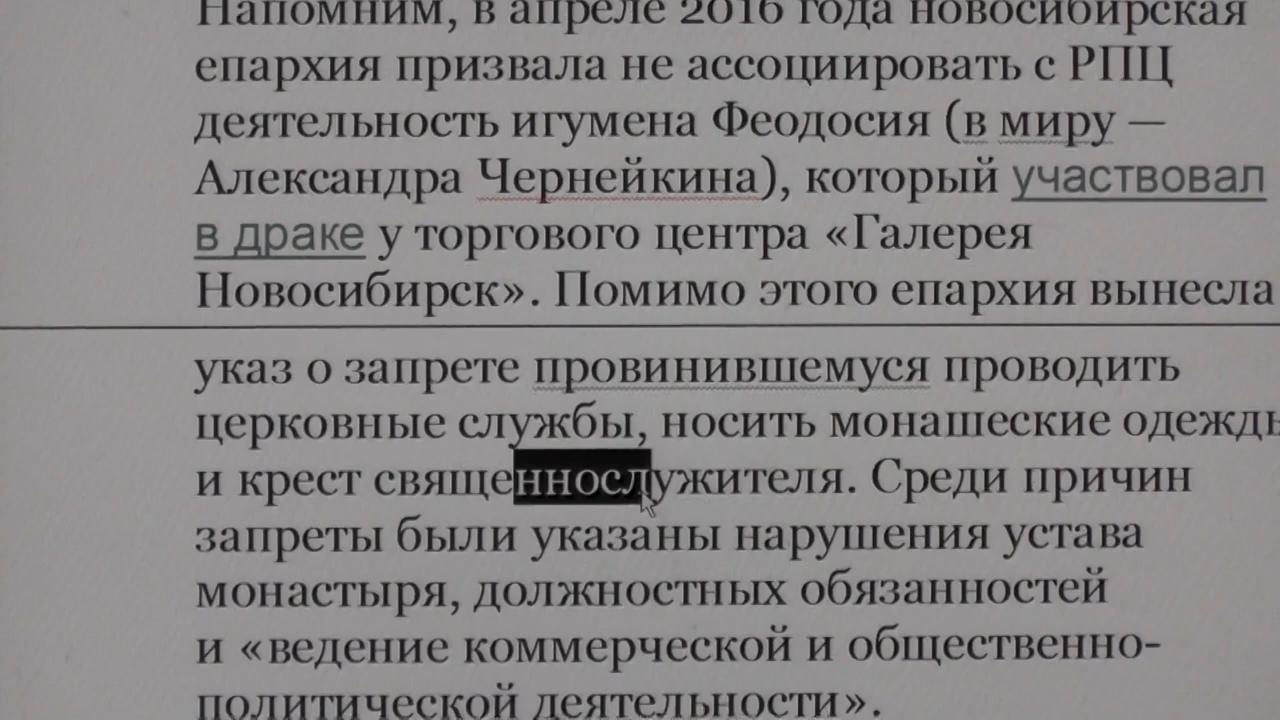 Напомним, в апреле 2016 года новосибирская
епархия призвала не ассоциировать с РПЦ
деятельность игумена Феодосия (в миру —
Александра Чернейкина), который участвовал
в драке у торгового центра «Галерея
Новосибирск». Помимо этого епархия вынесла
указ о запрете провинившемуся проводить
церковные службы, носить монашеские одежды
и крест священнослужителя. Среди причин
запреты были указаны нарушения устава
монастыря, должностных обязанностей
и «ведение коммерческой и общественно-
политической деятельности».